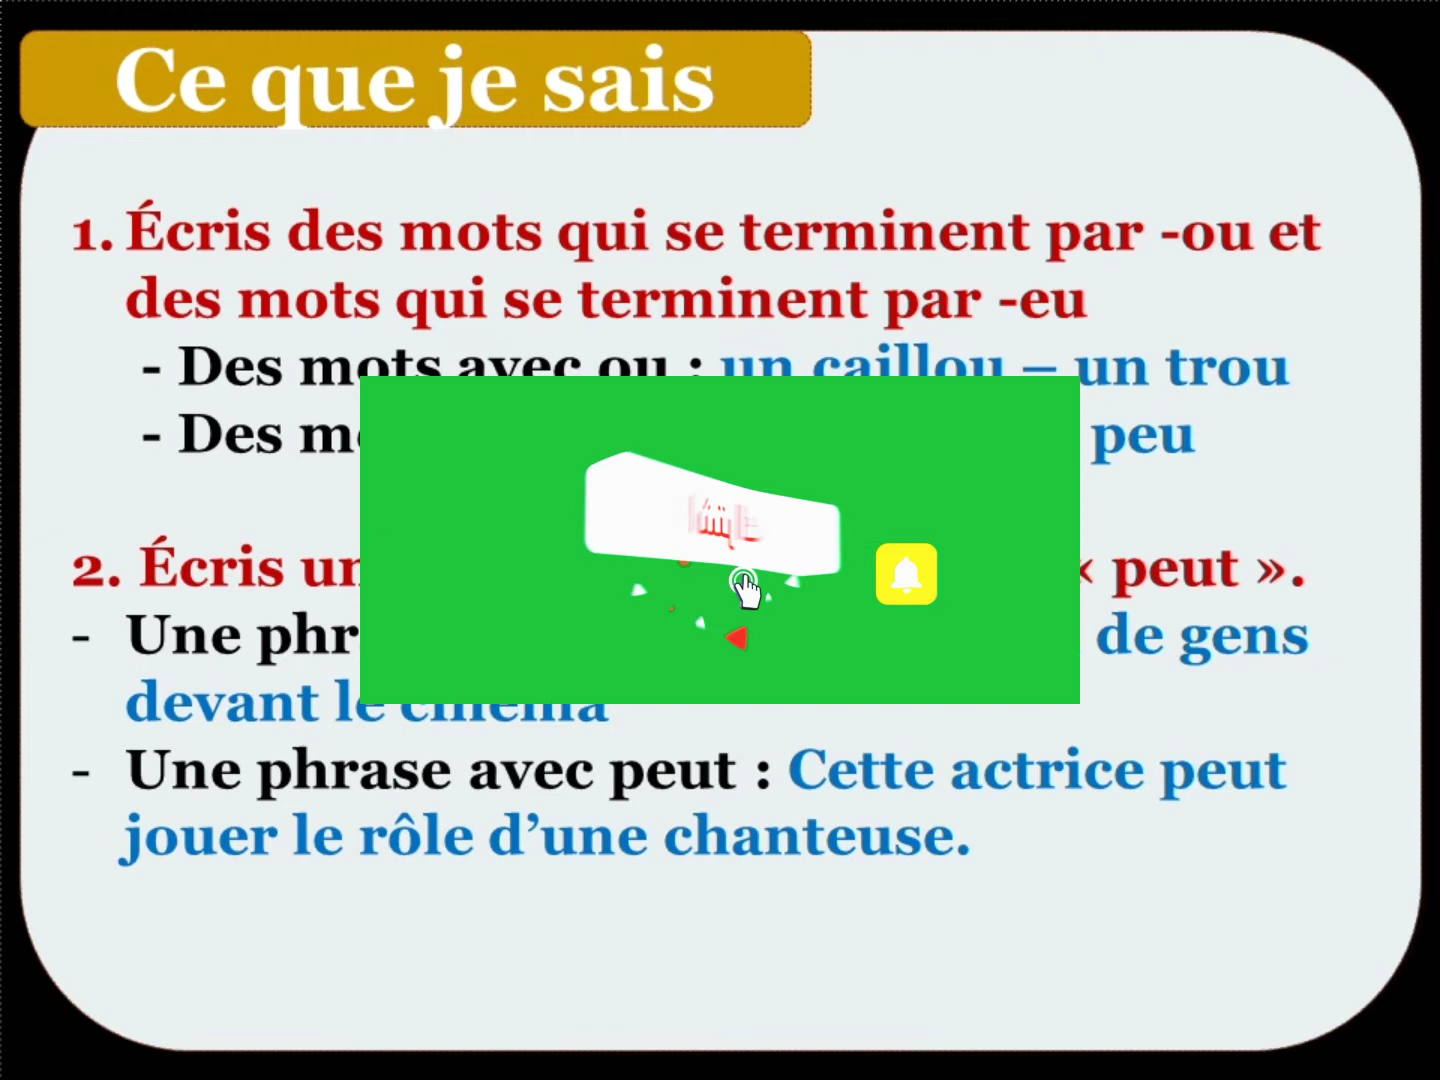 Ce que je sais
1. Écris des mots qui se terminent par -ou et
des mots qui se terminent par -eu
- Des mots avec ou : un caillou – un trou
- Des peu
2. Écris « peut ».
- Une de gens
devant le cinéma
- Une phrase avec peut : Cette actrice peut
jouer le rôle d’une chanteuse.